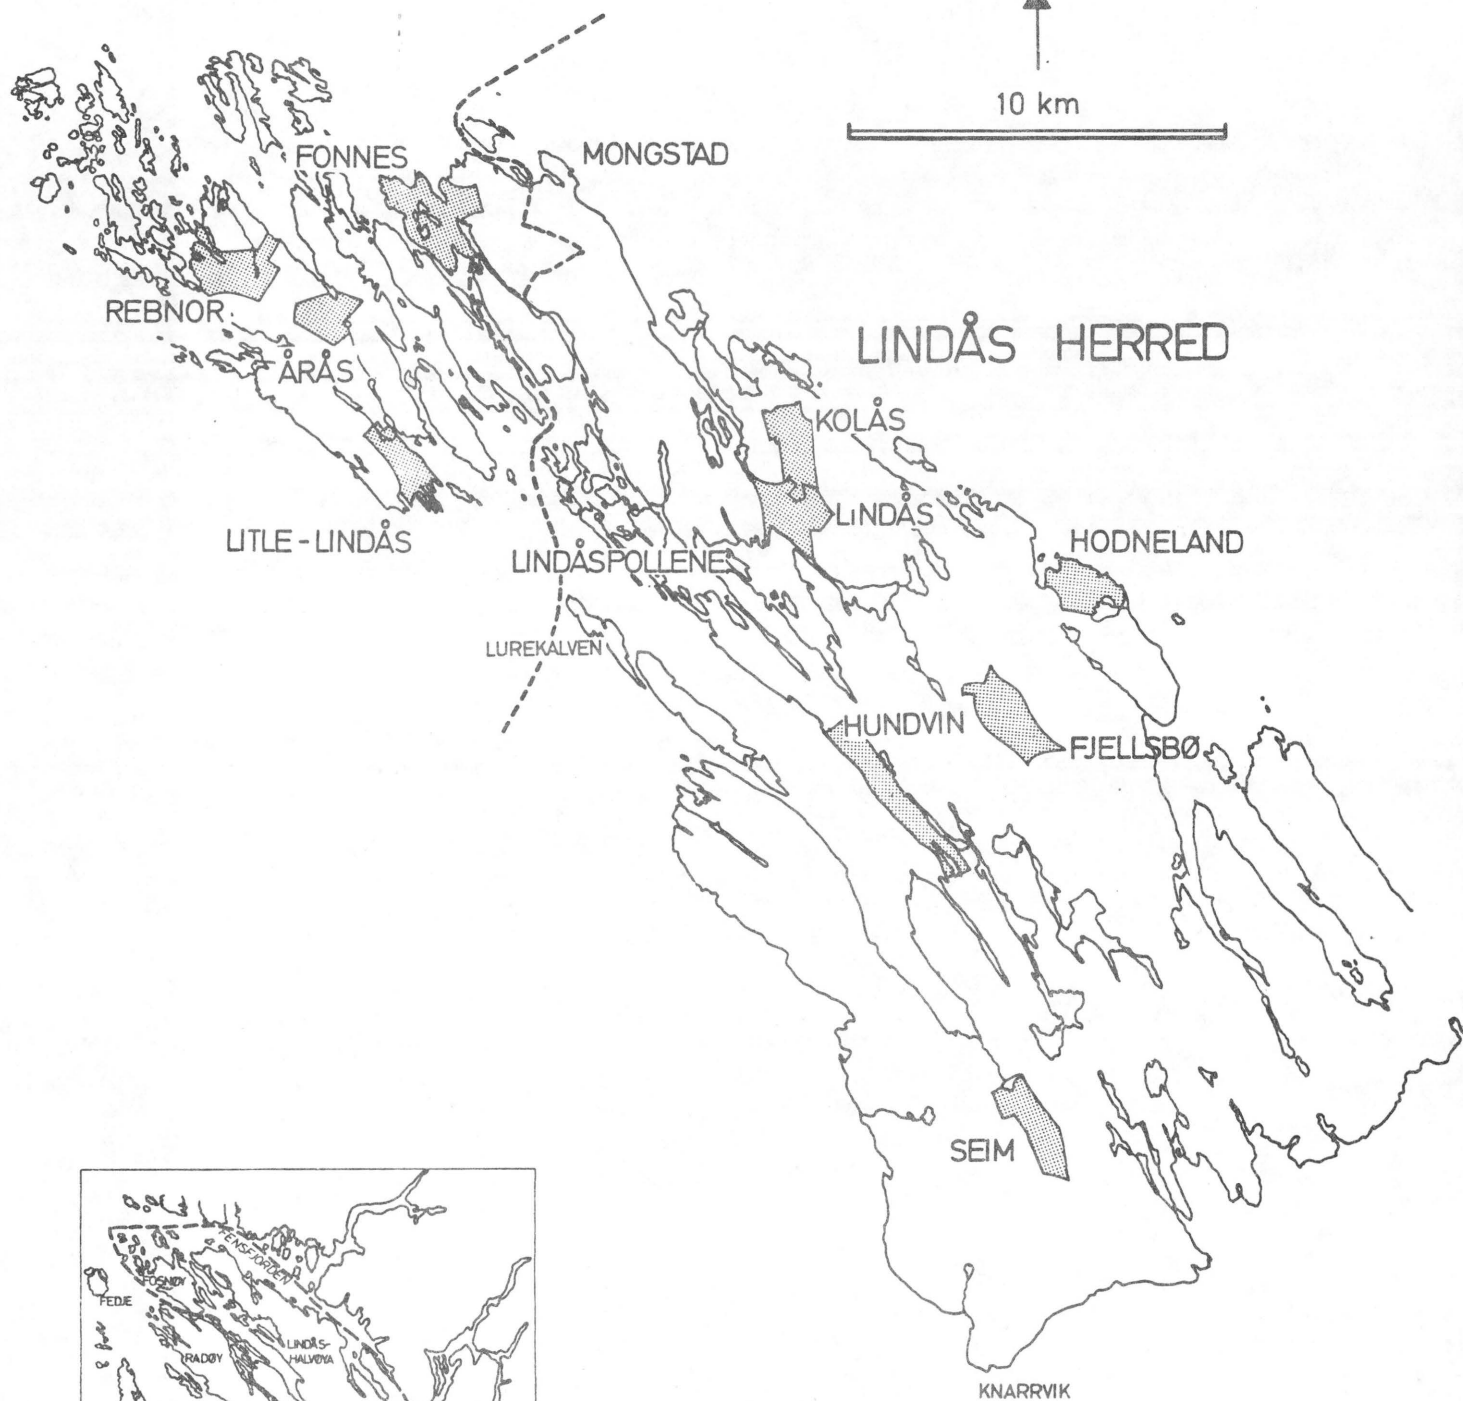 10 km
FONNES
MONGSTAD
REBNOR
LINDÅS HERRED
ÅRÅS
KOLÅS
LINDÅS
LITLE-LINDÅS
HODNELAND
LINDÅSPOLLENE
LUREKALVEN
HUNDVIN
FJELLSBØ
SEIM
FENSFJORDEN
FOSNØY
FEDJE
LINDÅS-
HALVØYA
RADØY
KNARRVIK